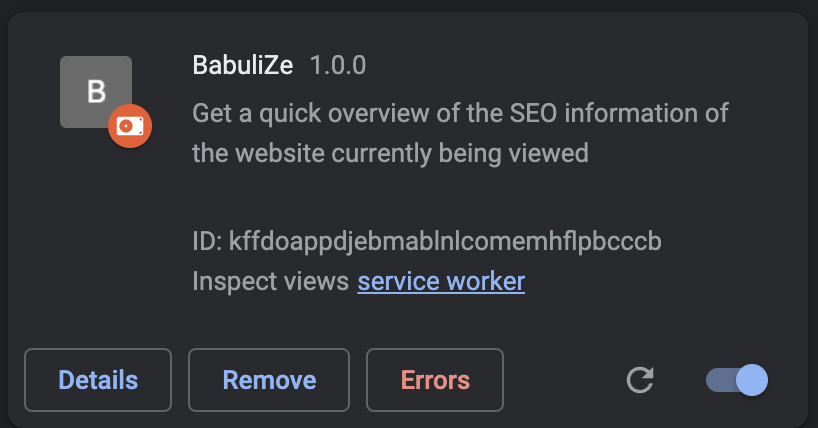 B
BabuliZe 1.0.0
Get a quick overview of the SEO information of
the website currently being viewed
ID: kffdoappdjebmablnlcomemhflpbcccb
Inspect views service worker
Details Remove Errors